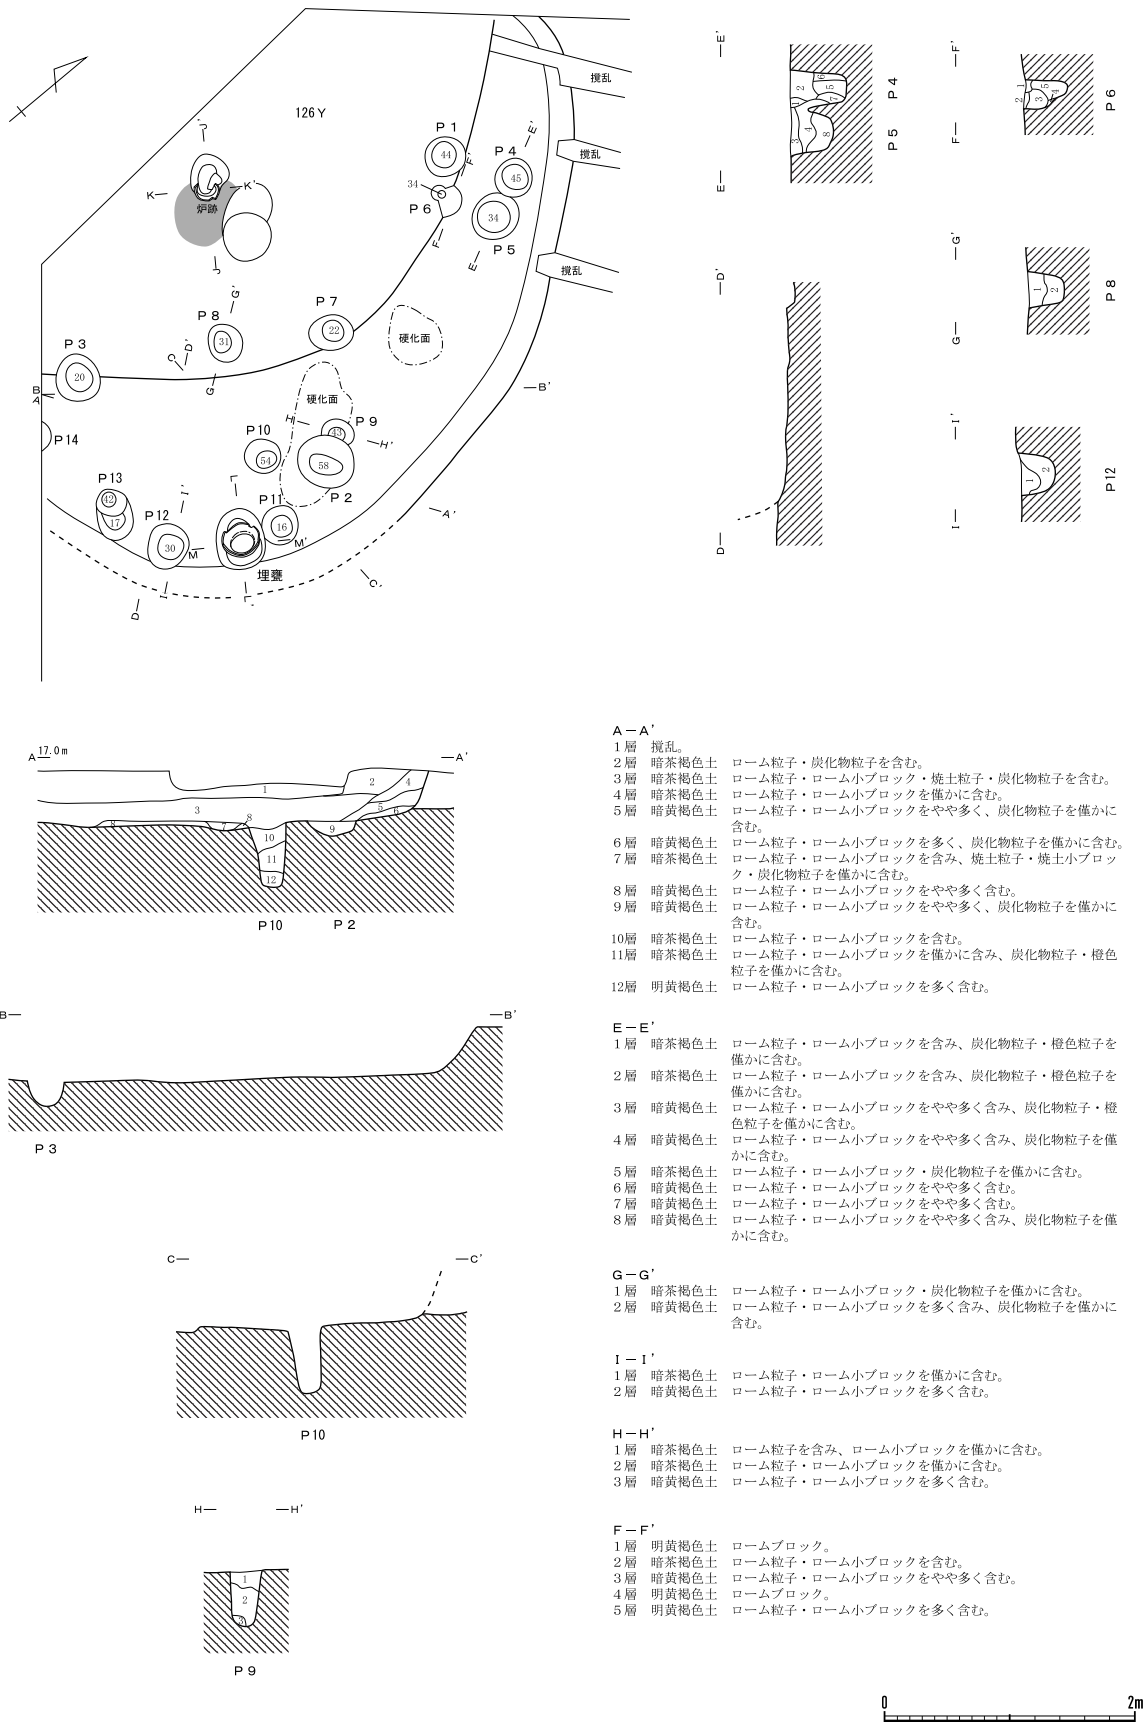 126Y
撹乱
撹乱
撹乱
P1
44
P4
45
P5
34
P6
34
P7
22
P8
31
P3
20
P14
P13
42
17
P12
30
P10
54
P11
16
P9
43
P2
58
炉跡
硬化面
硬化面
埋甕
A
A'
B
B'
C
C'
D
D'
E
E'
F
F'
G
G'
H
H'
I
I'
J
J'
K
K'
L
L'
M
M'
E'
E
P4
P5
1
2
3
4
5
6
7
8
F'
F
P6
1
2
3
4
5
D'
D
G'
G
P8
1
2
I'
I
P12
1
2
A
17.0m
A'
1
2
3
4
5
6
7
8
8
9
10
11
12
P10
P2
B
B'
P3
C
C'
P10
H
H'
1
2
3
P9
A-A'
1層 撹乱。
2層 暗茶褐色土 ローム粒子・炭化物粒子を含む。
3層 暗茶褐色土 ローム粒子・ローム小ブロック・焼土粒子・炭化物粒子を含む。
4層 暗茶褐色土 ローム粒子・ローム小ブロックを僅かに含む。
5層 暗黄褐色土 ローム粒子・ローム小ブロックをやや多く、炭化物粒子を僅かに
含む。
6層 暗黄褐色土 ローム粒子・ローム小ブロックを多く、炭化物粒子を僅かに含む。
7層 暗茶褐色土 ローム粒子・ローム小ブロックを含み、焼土粒子・焼土小ブロッ
ク・炭化物粒子を僅かに含む。
8層 暗黄褐色土 ローム粒子・ローム小ブロックをやや多く含む。
9層 暗黄褐色土 ローム粒子・ローム小ブロックをやや多く、炭化物粒子を僅かに
含む。
10層 暗茶褐色土 ローム粒子・ローム小ブロックを含む。
11層 暗茶褐色土 ローム粒子・ローム小ブロックを僅かに含み、炭化物粒子・橙色
粒子を僅かに含む。
12層 明黄褐色土 ローム粒子・ローム小ブロックを多く含む。
E-E'
1層 暗茶褐色土 ローム粒子・ローム小ブロックを含み、炭化物粒子・橙色粒子を
僅かに含む。
2層 暗茶褐色土 ローム粒子・ローム小ブロックを含み、炭化物粒子・橙色粒子を
僅かに含む。
3層 暗黄褐色土 ローム粒子・ローム小ブロックをやや多く含み、炭化物粒子・橙
色粒子を僅かに含む。
4層 暗黄褐色土 ローム粒子・ローム小ブロックをやや多く含み、炭化物粒子を僅
かに含む。
5層 暗茶褐色土 ローム粒子・ローム小ブロック・炭化物粒子を僅かに含む。
6層 暗黄褐色土 ローム粒子・ローム小ブロックをやや多く含む。
7層 暗黄褐色土 ローム粒子・ローム小ブロックをやや多く含む。
8層 暗黄褐色土 ローム粒子・ローム小ブロックをやや多く含み、炭化物粒子を僅
かに含む。
G-G'
1層 暗茶褐色土 ローム粒子・ローム小ブロック・炭化物粒子を僅かに含む。
2層 暗黄褐色土 ローム粒子・ローム小ブロックを多く含み、炭化物粒子を僅かに
含む。
I-I'
1層 暗茶褐色土 ローム粒子・ローム小ブロックを僅かに含む。
2層 暗黄褐色土 ローム粒子・ローム小ブロックを多く含む。
H-H'
1層 暗茶褐色土 ローム粒子を含み、ローム小ブロックを僅かに含む。
2層 暗茶褐色土 ローム粒子・ローム小ブロックを僅かに含む。
3層 暗黄褐色土 ローム粒子・ローム小ブロックを多く含む。
F-F'
1層 明黄褐色土 ロームブロック。
2層 暗茶褐色土 ローム粒子・ローム小ブロックを含む。
3層 暗黄褐色土 ローム粒子・ローム小ブロックをやや多く含む。
4層 明黄褐色土 ロームブロック。
5層 明黄褐色土 ローム粒子・ローム小ブロックを多く含む。
0
2m